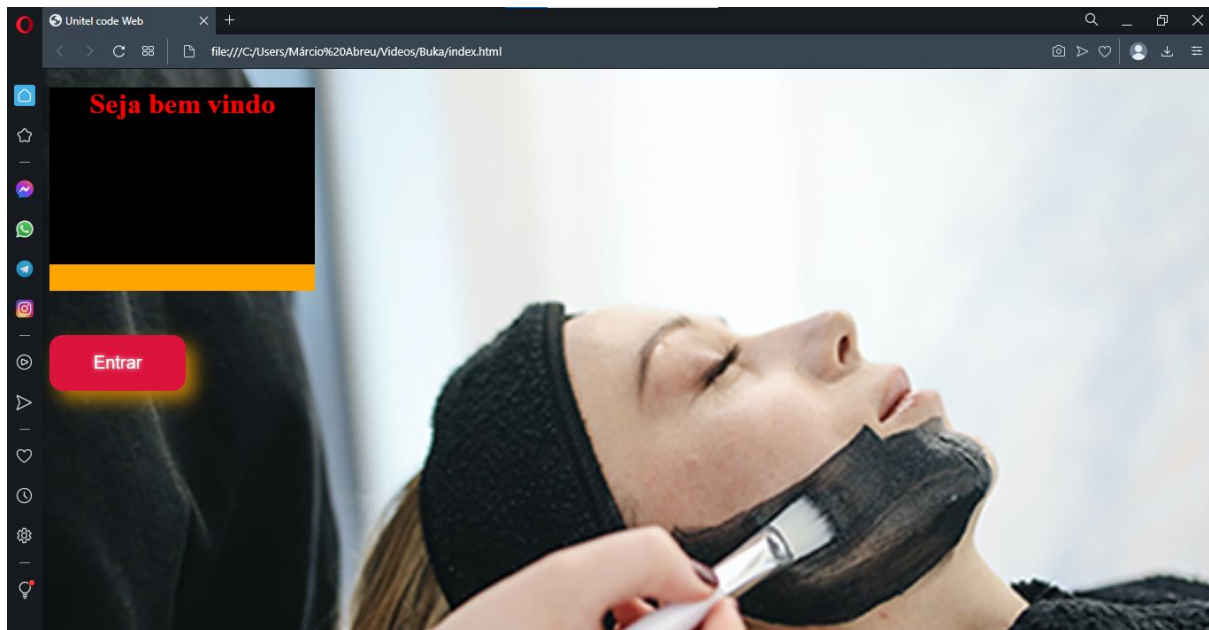 Unitel code Web
file:///C:/Users/Márcio%20Abreu/Videos/Buka/index.html
Seja bem vindo
Entrar